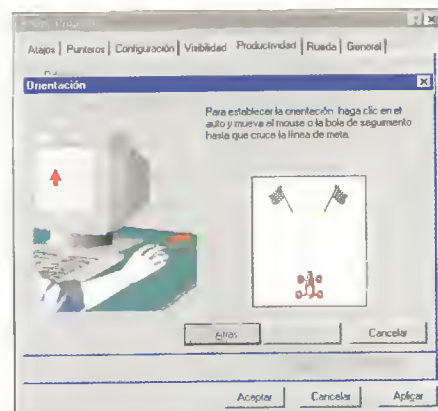 Atajos | Punteros | Configuración | Visibilidad | Productividad | Rueda | General
Orientación
Para establecer la orientación haga clic en el
auto y mueva el mouse o la bola de seguimiento
hasta que cruce la línea de meta.
Atrás Cancelar
Aceptar Cancelar Aplicar